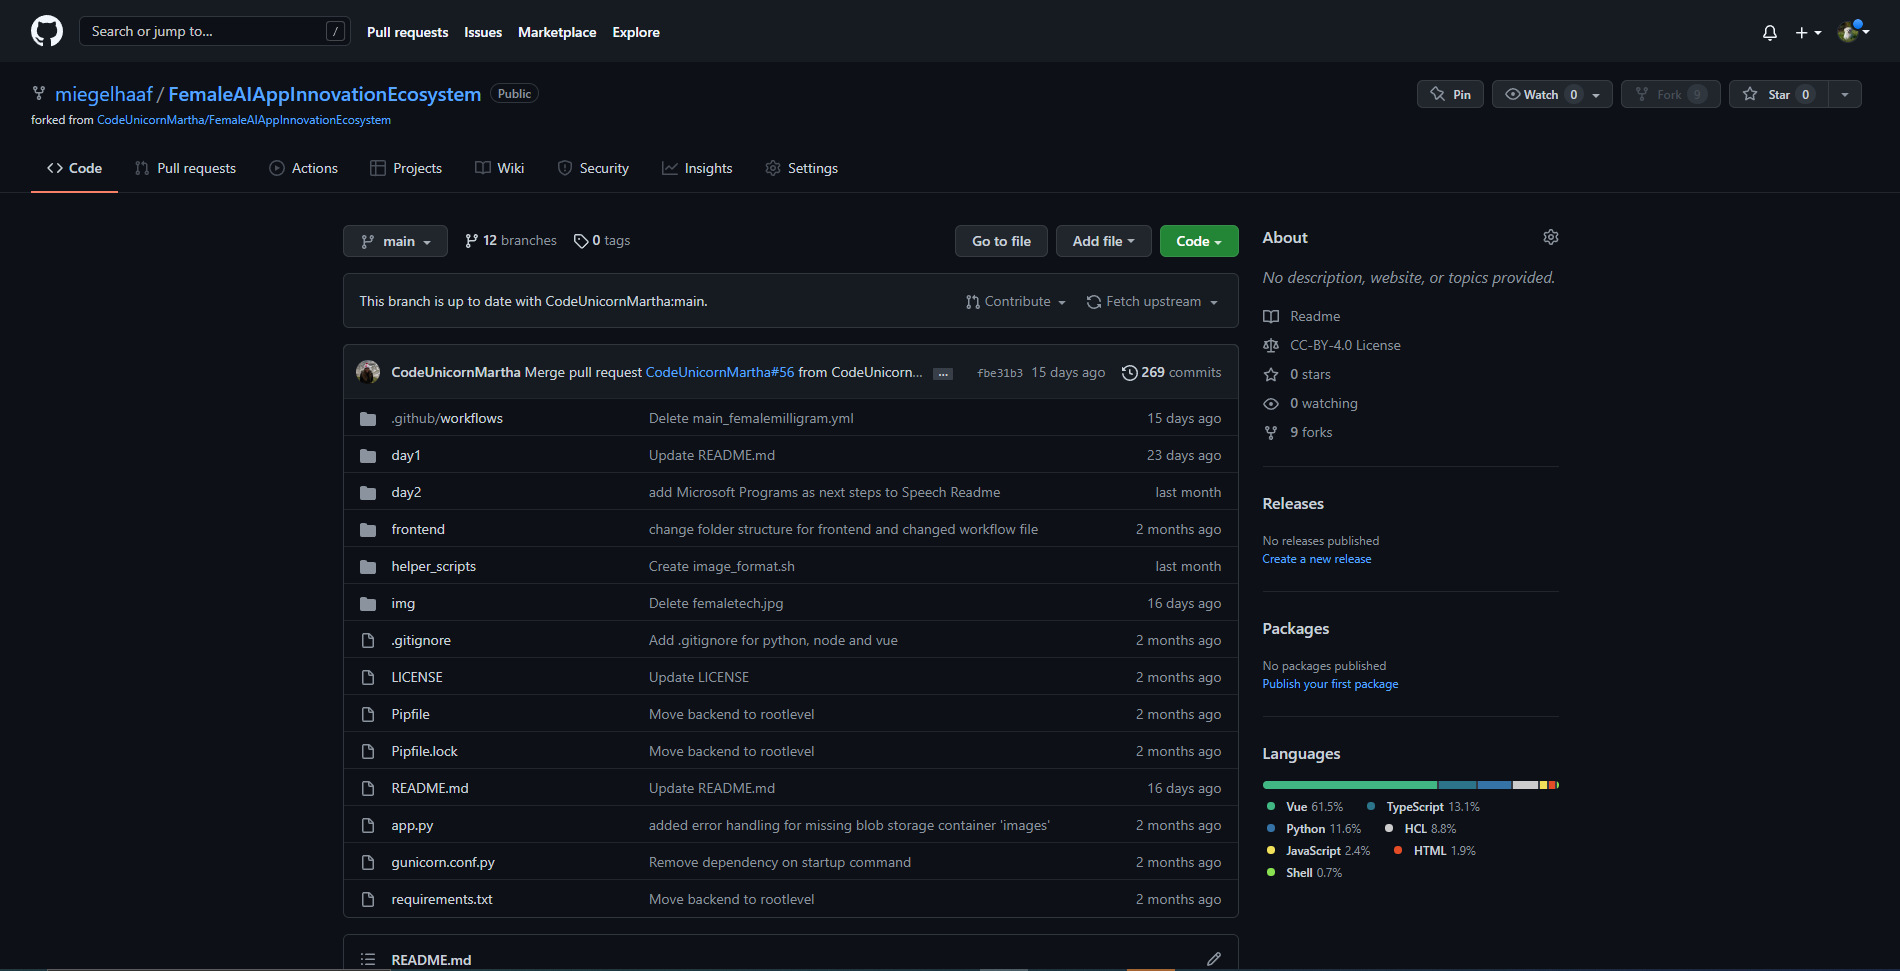 Search or jump to... /
Pull requests Issues Marketplace Explore
miegelhaaf / FemaleAIAppInnovationEcosystem Public
Pin Watch 0 Fork 9 Star 0
forked from CodeUnicornMartha/FemaleAIAppInnovationEcosystem
Code Pull requests Actions Projects Wiki Security Insights Settings
main 12 branches 0 tags
Go to file Add file Code
This branch is up to date with CodeUnicornMartha:main.
Contribute Fetch upstream
CodeUnicornMartha Merge pull request CodeUnicornMartha#56 from CodeUnicorn... ... fbe31b3 15 days ago 269 commits
.github/workflows Delete main_femalemilligram.yml 15 days ago
day1 Update README.md 23 days ago
day2 add Microsoft Programs as next steps to Speech Readme last month
frontend change folder structure for frontend and changed workflow file 2 months ago
helper_scripts Create image_format.sh last month
img Delete femaletech.jpg 16 days ago
.gitignore Add .gitignore for python, node and vue 2 months ago
LICENSE Update LICENSE 2 months ago
Pipfile Move backend to rootlevel 2 months ago
Pipfile.lock Move backend to rootlevel 2 months ago
README.md Update README.md 16 days ago
app.py added error handling for missing blob storage container 'images' 2 months ago
gunicorn.conf.py Remove dependency on startup command 2 months ago
requirements.txt Move backend to rootlevel 2 months ago
README.md
About
No description, website, or topics provided.
Readme
CC-BY-4.0 License
0 stars
0 watching
9 forks
Releases
No releases published
Create a new release
Packages
No packages published
Publish your first package
Languages
Vue 61.5% TypeScript 13.1%
Python 11.6% HCL 8.8%
JavaScript 2.4% HTML 1.9%
Shell 0.7%